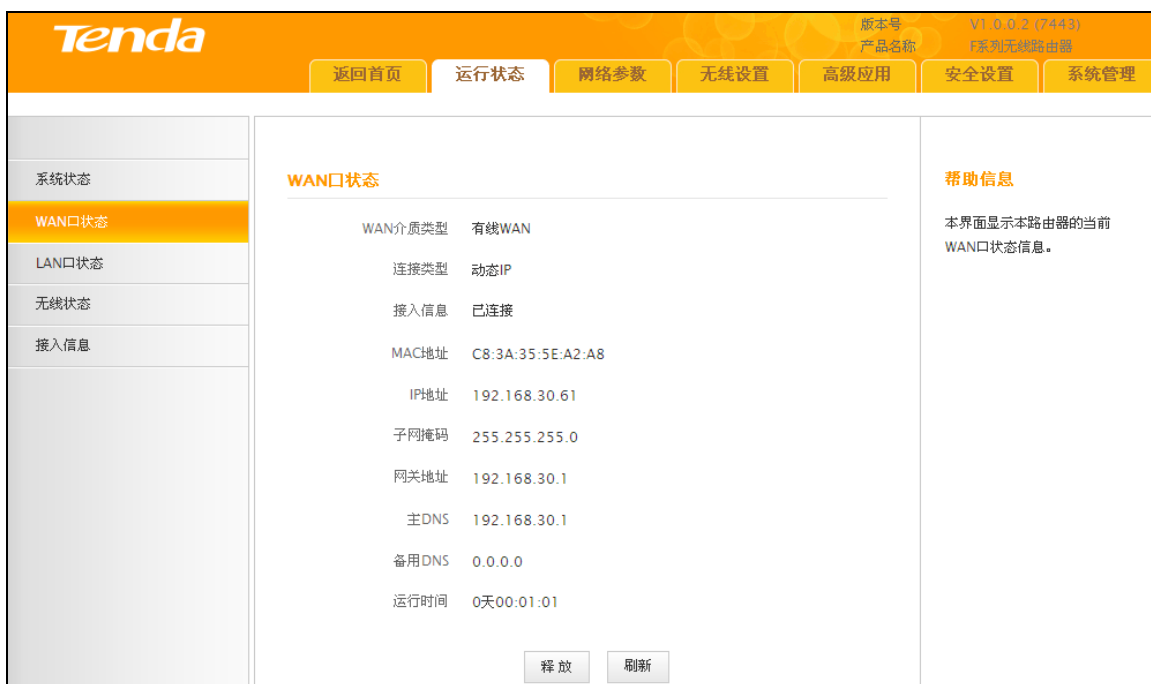 Tenda
版本号 V1.0.0.2 (7443)
产品名称 F系列无线路由器
返回首页 运行状态 网络参数 无线设置 高级应用 安全设置 系统管理
系统状态
WAN口状态
LAN口状态
无线状态
接入信息
WAN口状态
WAN介质类型 有线WAN
连接类型 动态IP
接入信息 已连接
MAC地址 C8:3A:35:5E:A2:A8
IP地址 192.168.30.61
子网掩码 255.255.255.0
网关地址 192.168.30.1
主DNS 192.168.30.1
备用DNS 0.0.0.0
运行时间 0天00:01:01
释放 刷新
帮助信息
本界面显示本路由器的当前
WAN口状态信息。